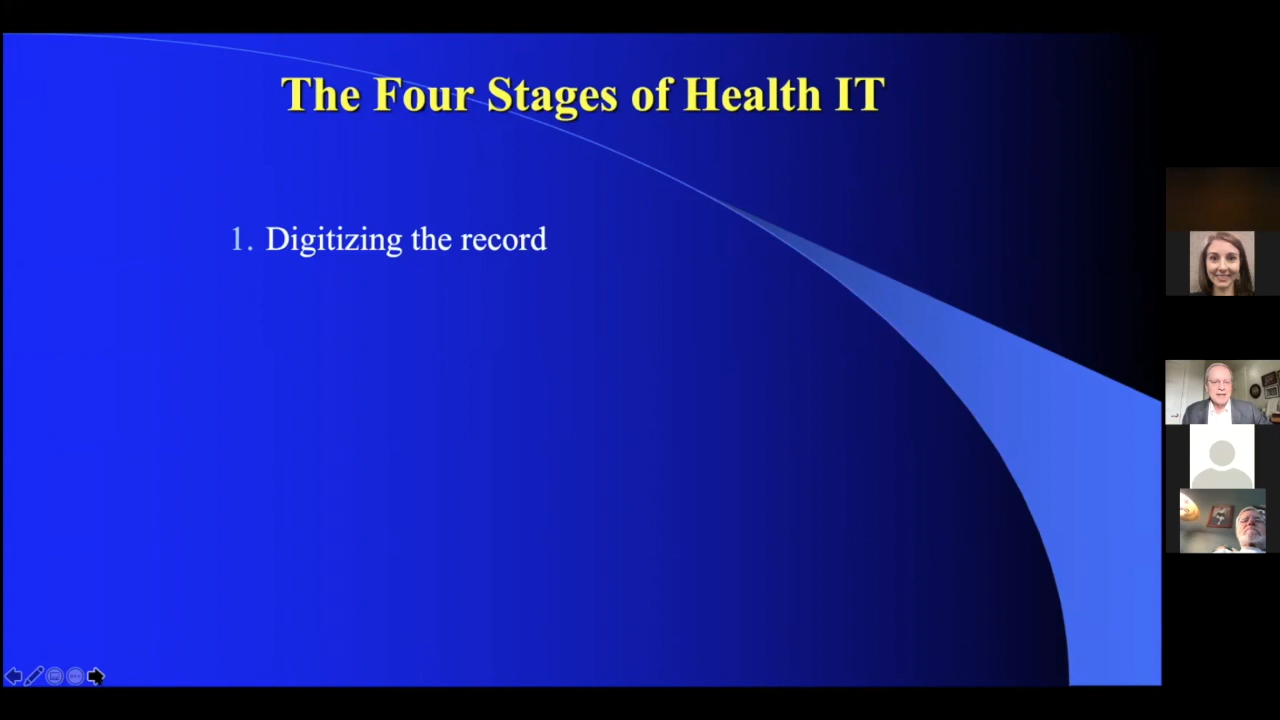 The Four Stages of Health IT
1. Digitizing the record